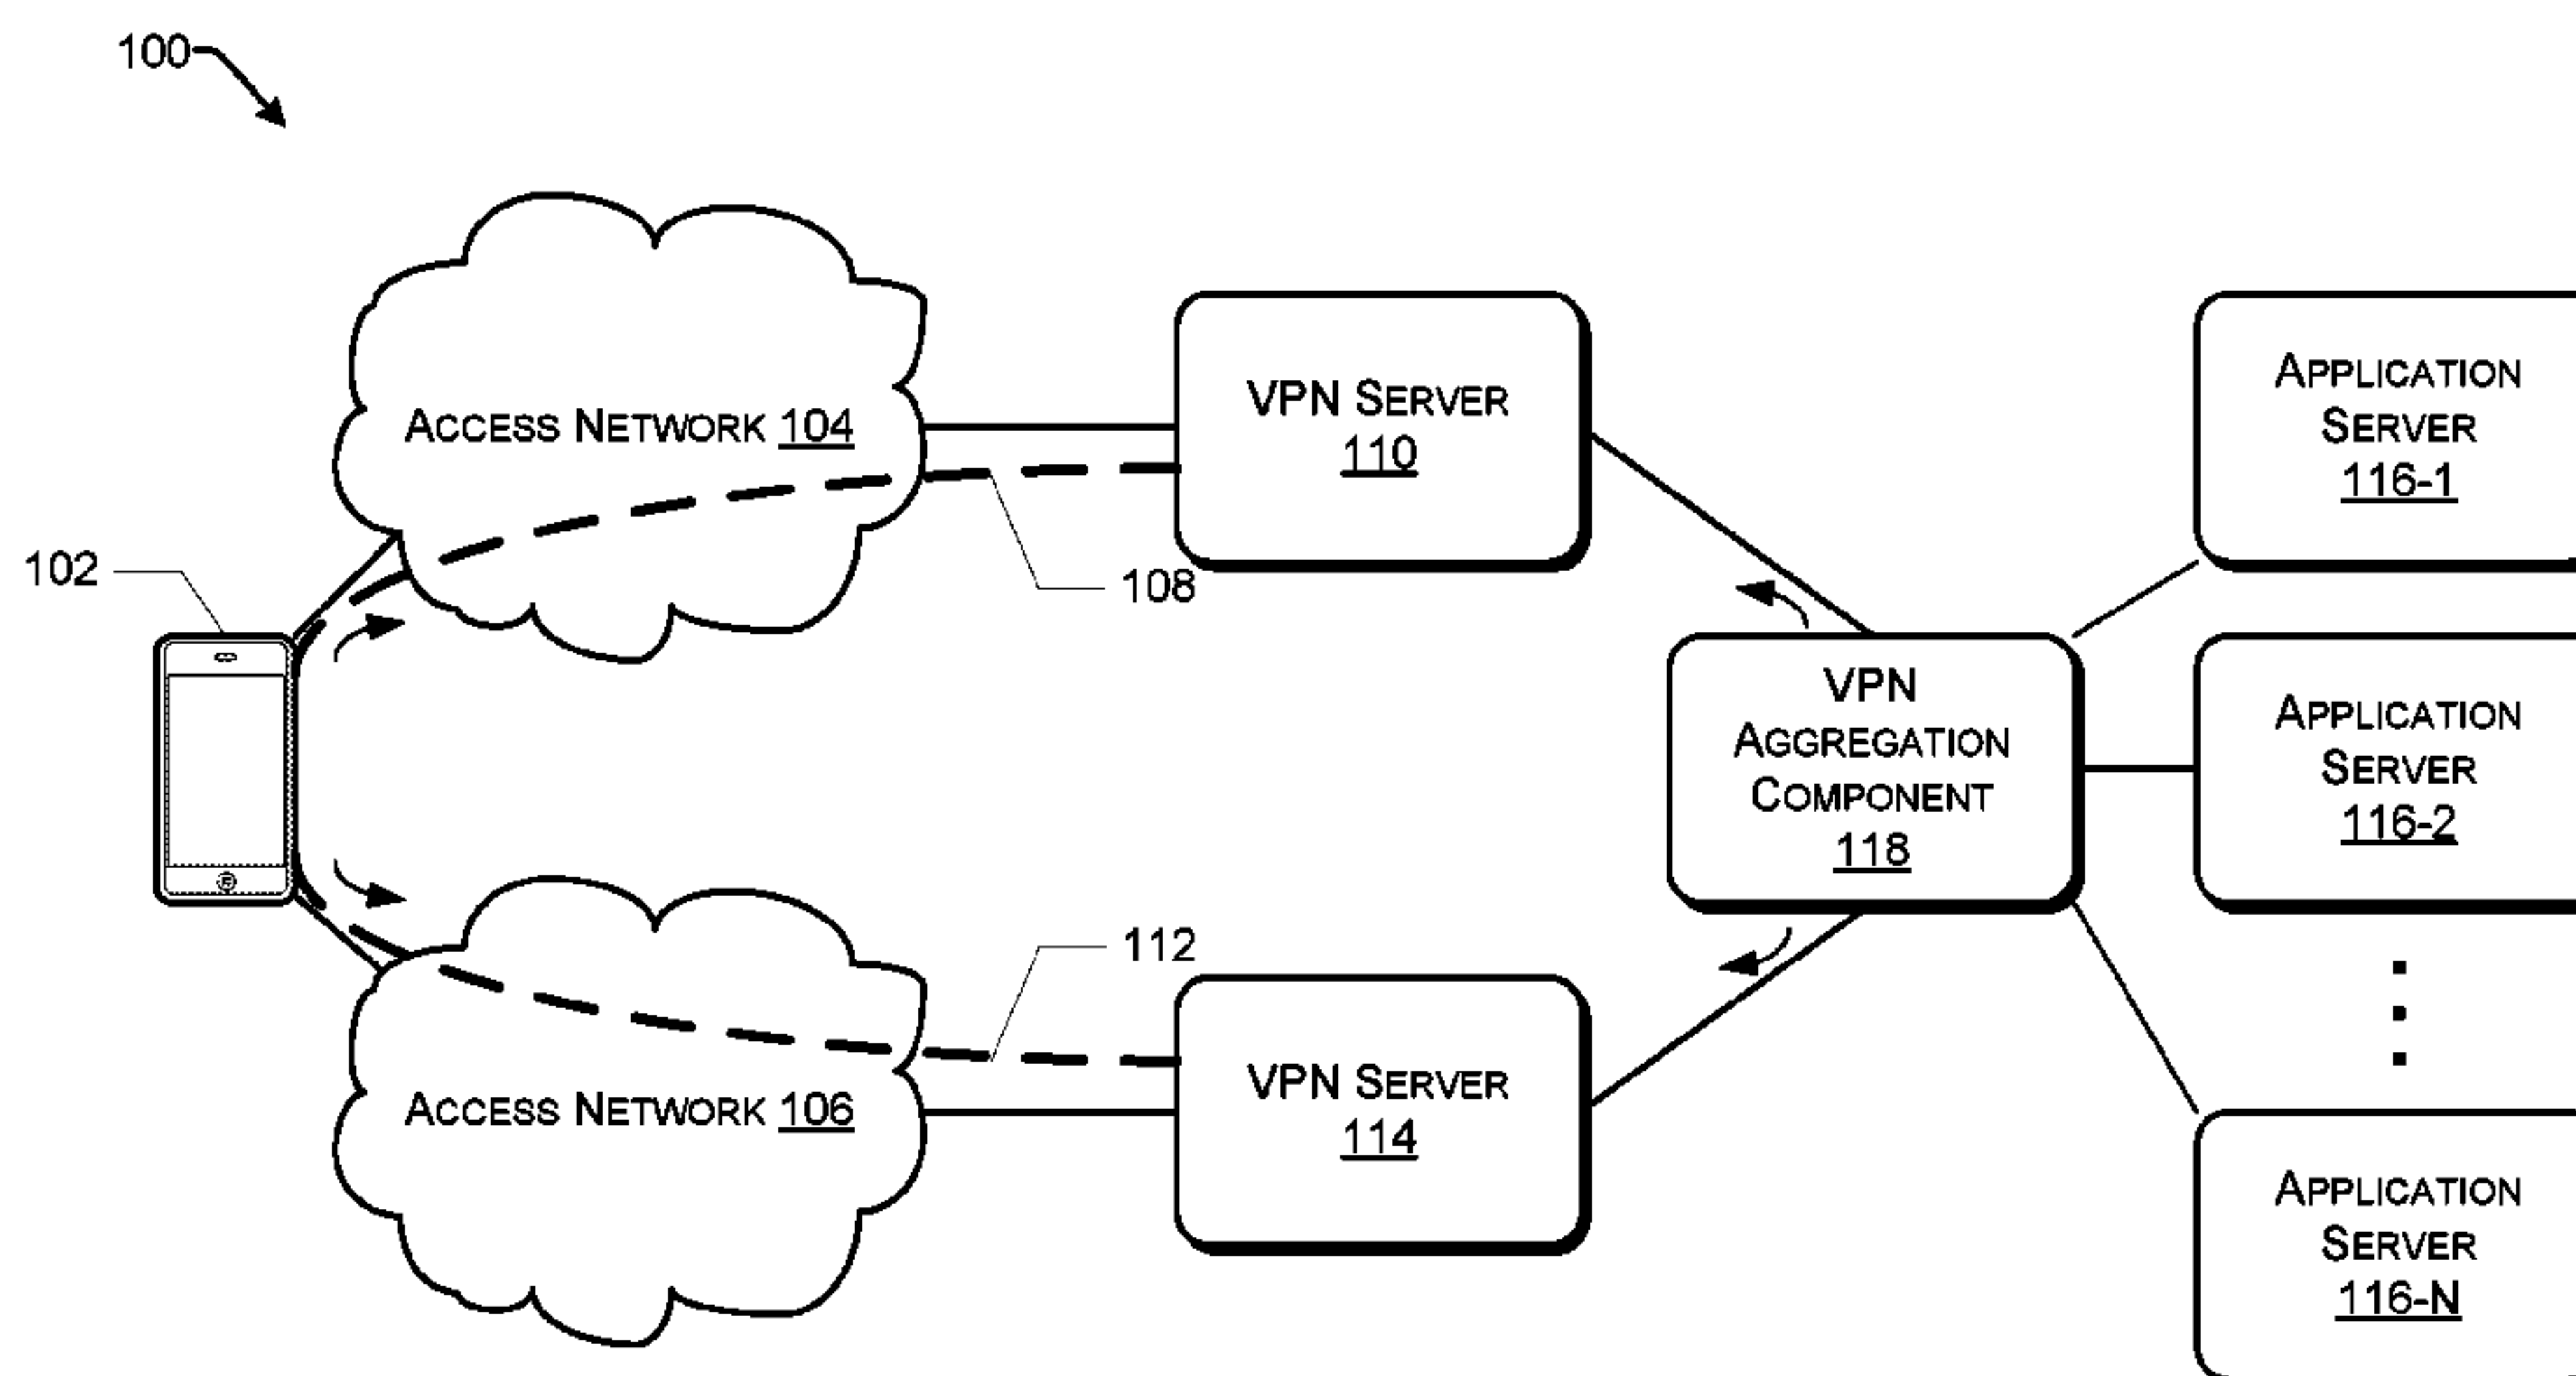 100
ACCESS NETWORK 104
VPN SERVER
110
APPLICATION
SERVER
116-1
102
108
VPN
AGGREGATION
COMPONENT
118
APPLICATION
SERVER
116-2
112
ACCESS NETWORK 106
VPN SERVER
114
APPLICATION
SERVER
116-N